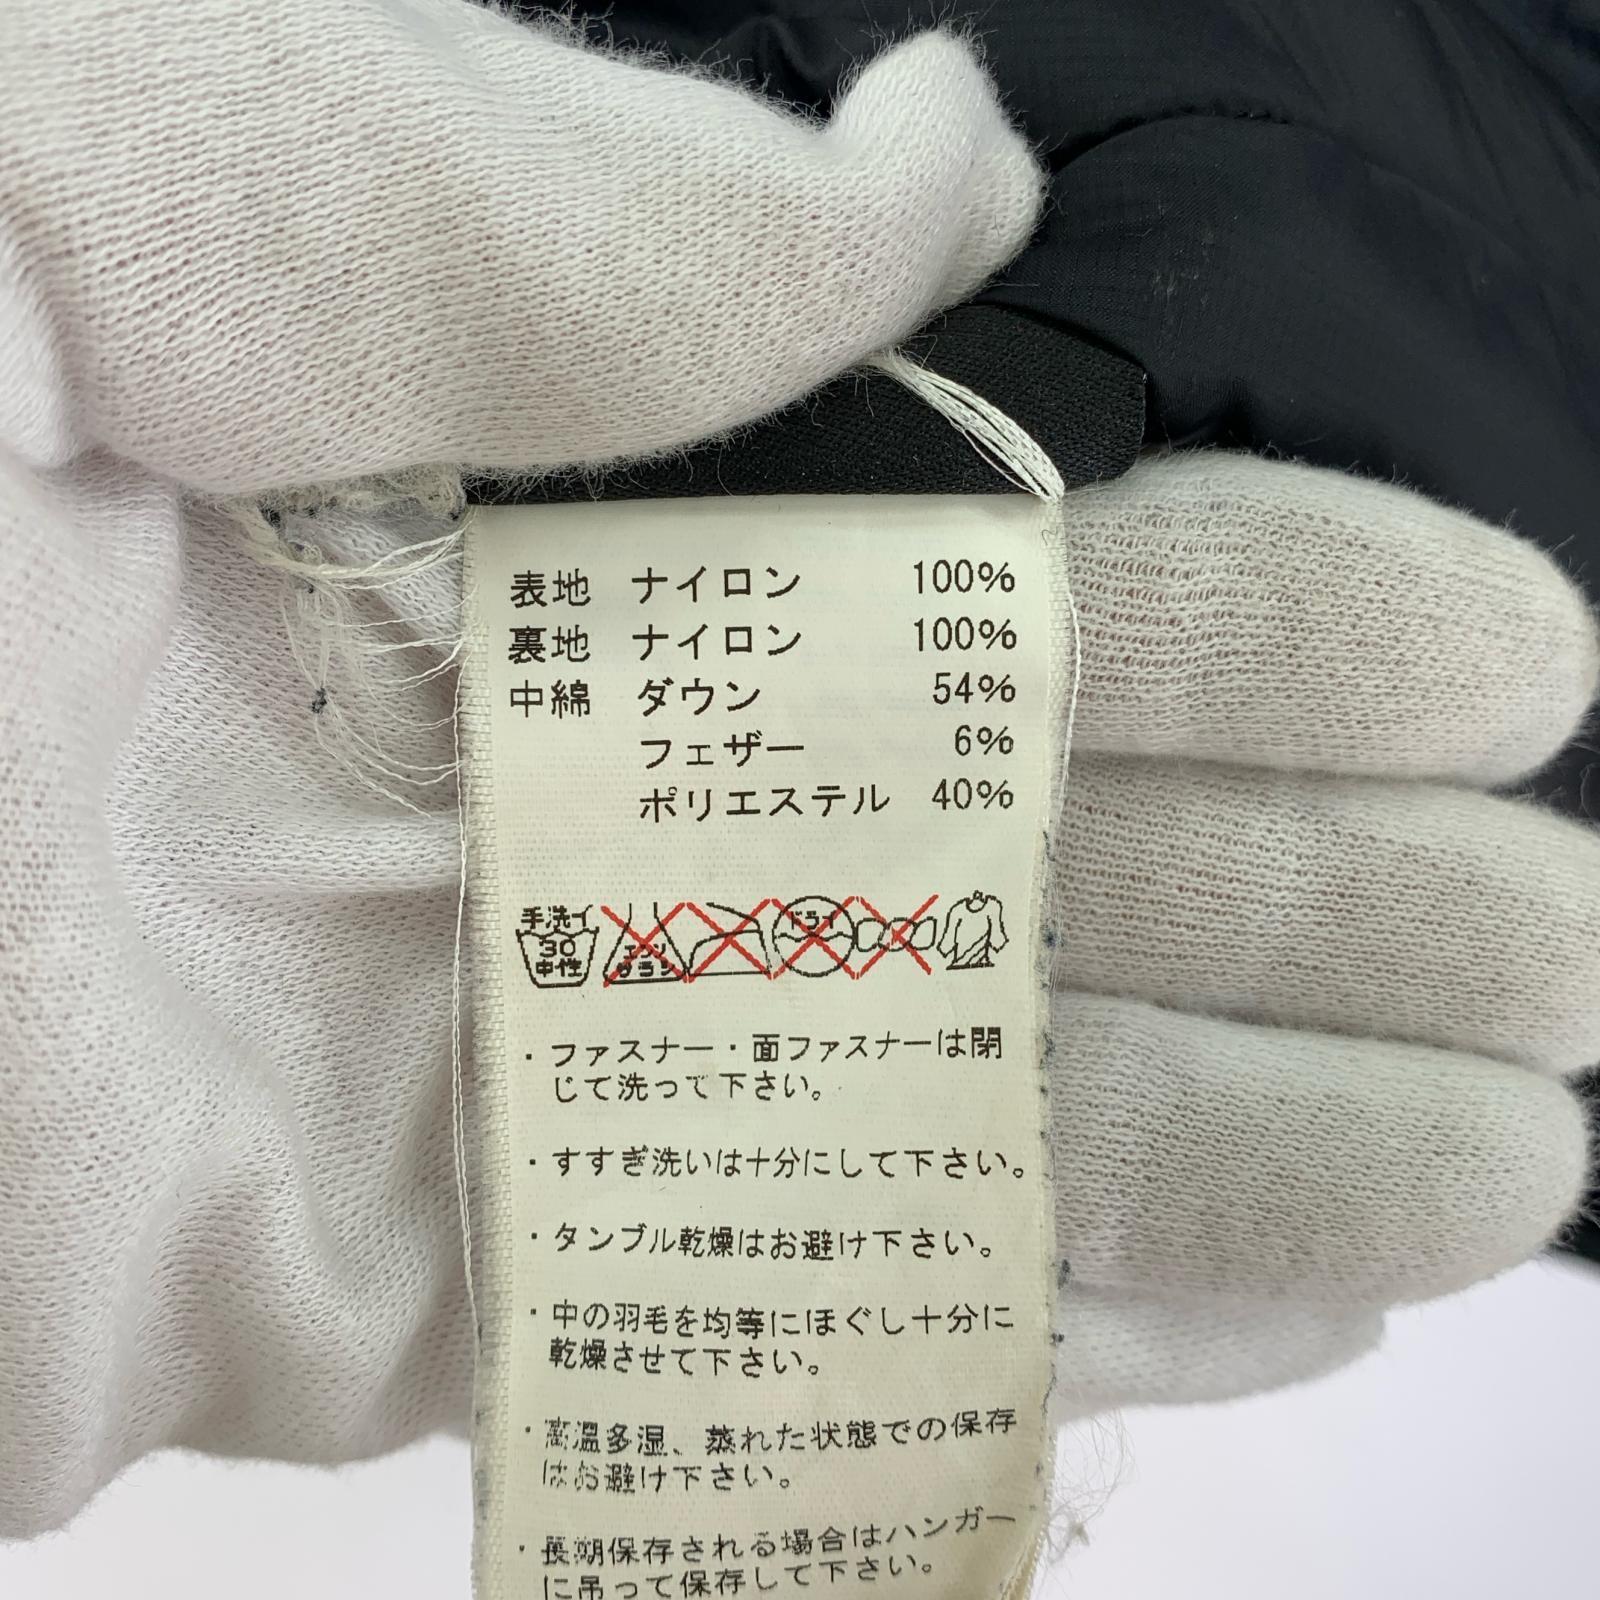 表地 ナイロン 100%
裏地 ナイロン 100%
中綿 ダウン 54%
フェザー 6%
ポリエステル 40%
手洗イ
30
中性
エンソ
サラシ
ドライ
・ファスナー・面ファスナーは閉
じて洗って下さい。
・すすぎ洗いは十分にして下さい。
・タンブル乾燥はお避け下さい。
・中の羽毛を均等にほぐし十分に
乾燥させて下さい。
・高温多湿、蒸れた状態での保存
はお避け下さい。
・長期保存される場合はハンガー
に吊って保存して下さい。